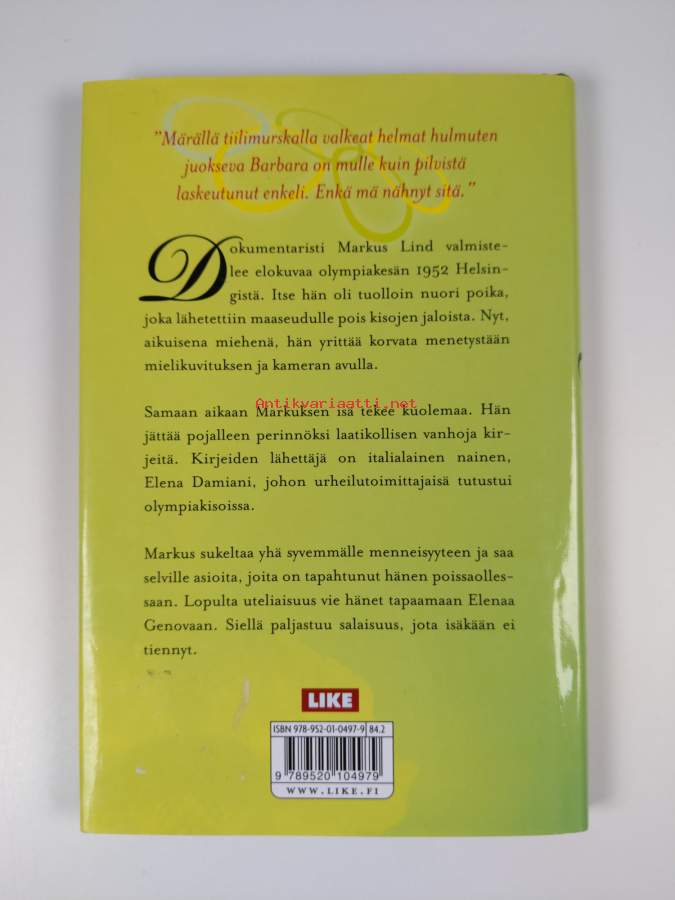 "Märällä tiilimurskalla valkeat helmat hulmuten
juokseva Barbara on mulle kuin pilvistä
laskeutunut enkeli. Enkä mä nähnyt sitä."
Dokumentaristi Markus Lind valmiste-
lee elokuvaa olympiakesän 1952 Helsin-
gistä. Itse hän oli tuolloin nuori poika,
joka lähetettiin maaseudulle pois kisojen jaloista. Nyt,
aikuisena miehenä, hän yrittää korvata menetystään
mielikuvituksen ja kameran avulla.
Antikvariaatti.net
Samaan aikaan Markuksen isä tekee kuolemaa. Hän
jättää pojalleen perinnöksi laatikollisen vanhoja kir-
jeitä. Kirjeiden lähettäjä on italialainen nainen,
Elena Damiani, johon urheilutoimittajaisä tutustui
olympiakisoissa.
Markus sukeltaa yhä syvemmälle menneisyyteen ja saa
selville asioita, joita on tapahtunut hänen poissaolles-
saan. Lopulta uteliaisuus vie hänet tapaamaan Elenaa
Genovaan. Siellä paljastuu salaisuus, jota isäkään ei
tiennyt.
LIKE
ISBN 978-952-01-0497-9 84.2
9 789520 104979
WWW.LIKE.FI